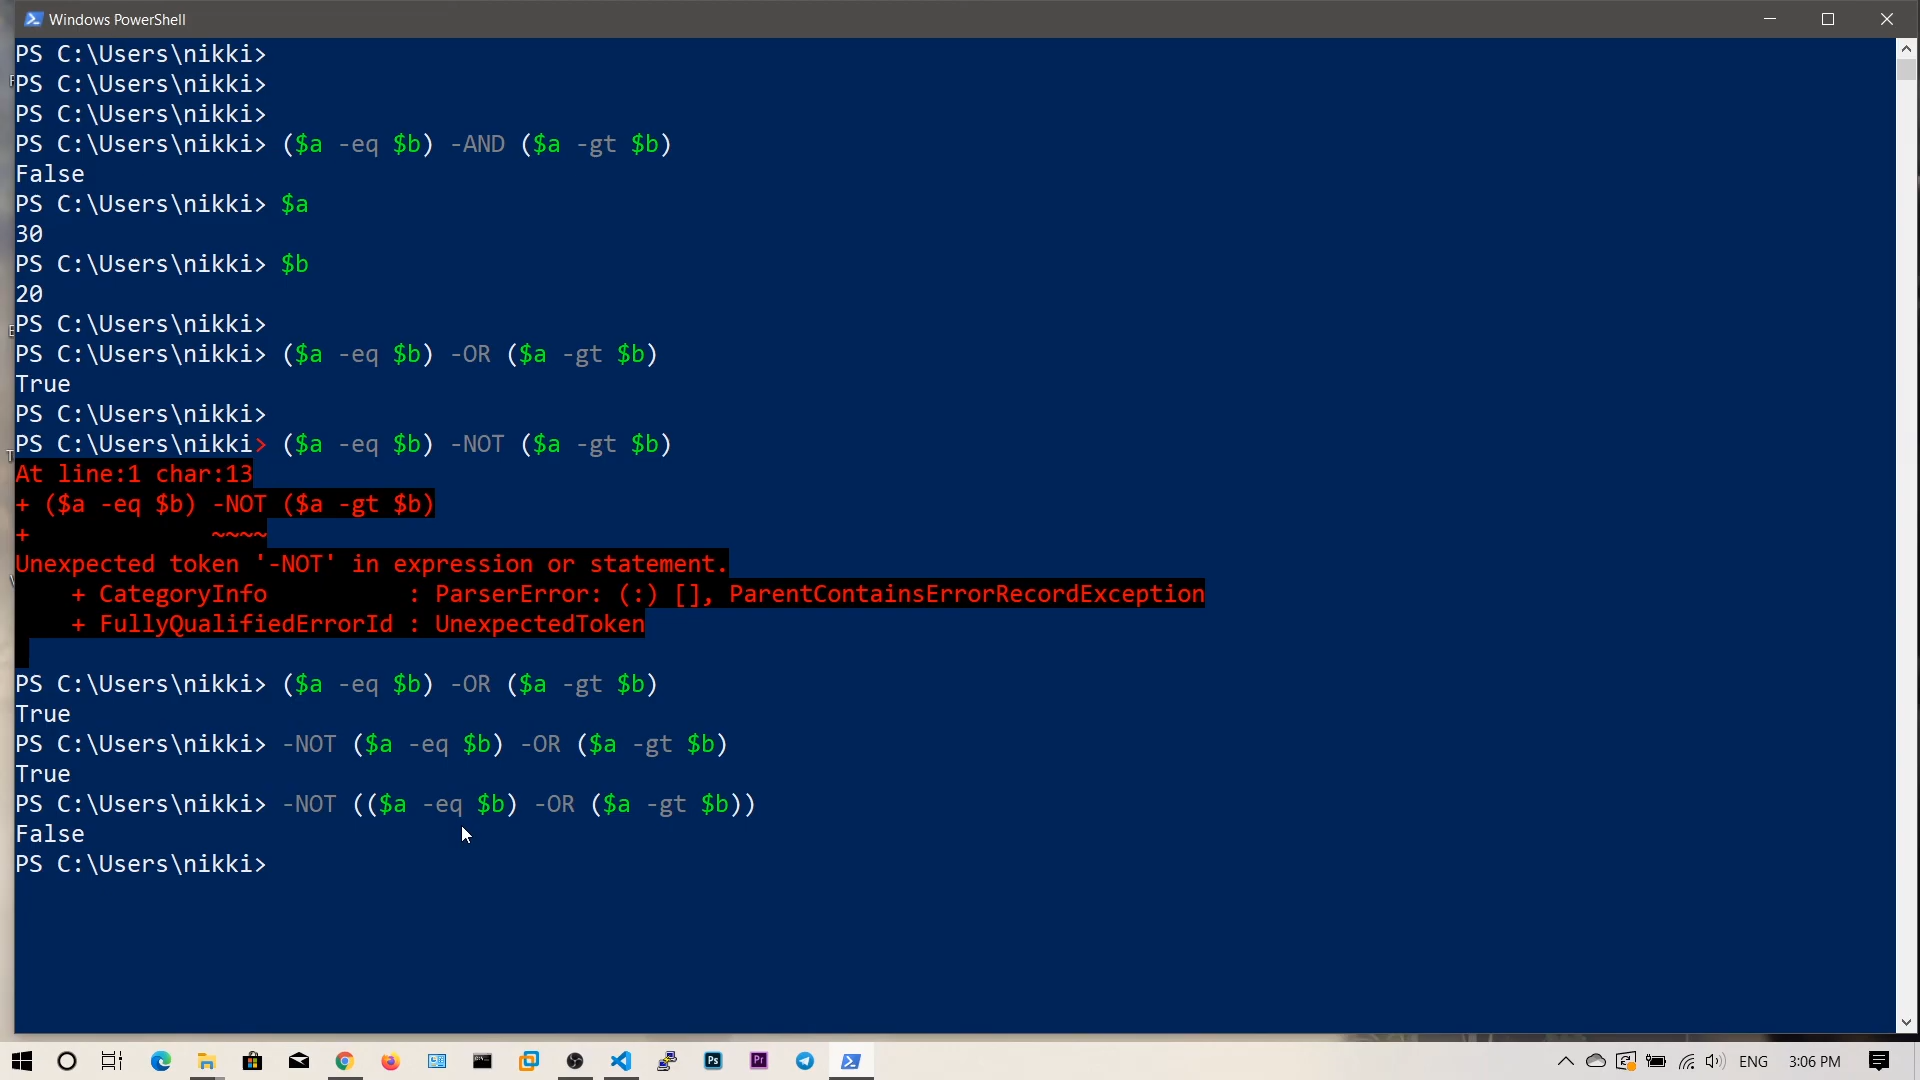 Windows PowerShell
PS C:\Users\nikki>
PS C:\Users\nikki>
PS C:\Users\nikki>
PS C:\Users\nikki> ($a -eq $b) -AND ($a -gt $b)
False
PS C:\Users\nikki> $a
30
PS C:\Users\nikki> $b
20
PS C:\Users\nikki>
PS C:\Users\nikki> ($a -eq $b) -OR ($a -gt $b)
True
PS C:\Users\nikki>
PS C:\Users\nikki> ($a -eq $b) -NOT ($a -gt $b)
At line:1 char:13
+ ($a -eq $b) -NOT ($a -gt $b)
+             ~~~~
Unexpected token '-NOT' in expression or statement.
    + CategoryInfo          : ParserError: (:) [], ParentContainsErrorRecordException
    + FullyQualifiedErrorId : UnexpectedToken
PS C:\Users\nikki> ($a -eq $b) -OR ($a -gt $b)
True
PS C:\Users\nikki> -NOT ($a -eq $b) -OR ($a -gt $b)
True
PS C:\Users\nikki> -NOT (($a -eq $b) -OR ($a -gt $b))
False
PS C:\Users\nikki>
Ps
Pr
ENG
3:06 PM